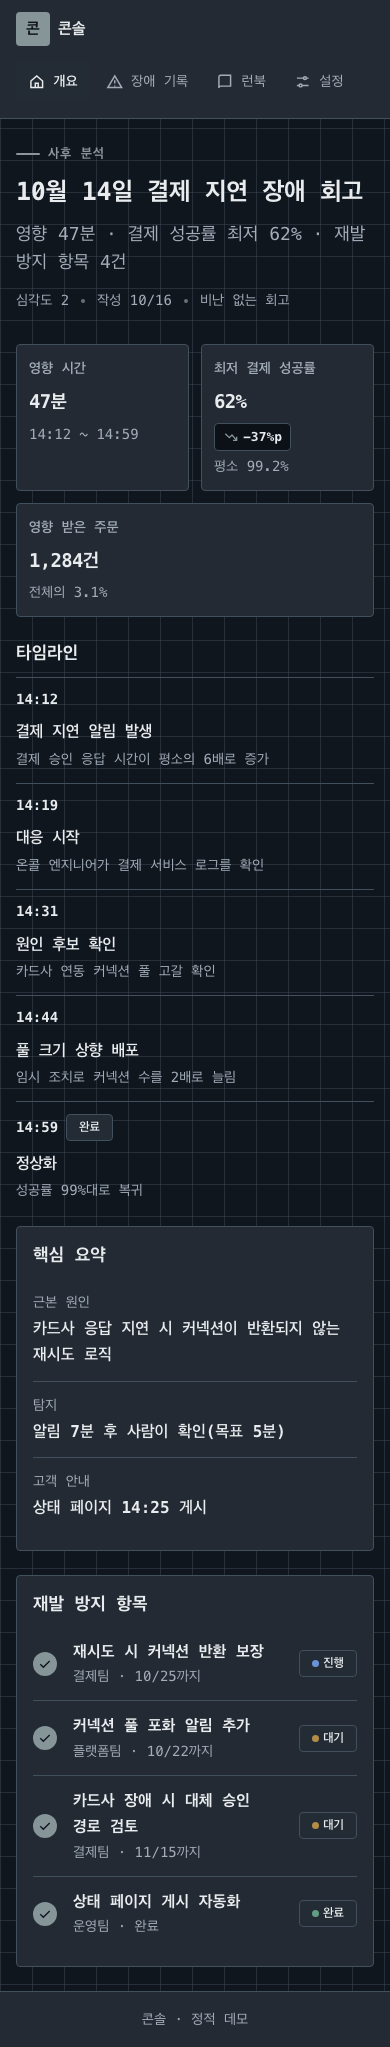 콘 콘솔
개요 장애 기록 런북 설정
사후 분석
10월 14일 결제 지연 장애 회고
영향 47분 · 결제 성공률 최저 62% · 재발
방지 항목 4건
심각도 2 • 작성 10/16 • 비난 없는 회고
영향 시간
47분
14:12 ~ 14:59
최저 결제 성공률
62%
−37%p
평소 99.2%
영향 받은 주문
1,284건
전체의 3.1%
타임라인
14:12
결제 지연 알림 발생
결제 승인 응답 시간이 평소의 6배로 증가
14:19
대응 시작
온콜 엔지니어가 결제 서비스 로그를 확인
14:31
원인 후보 확인
카드사 연동 커넥션 풀 고갈 확인
14:44
풀 크기 상향 배포
임시 조치로 커넥션 수를 2배로 늘림
14:59 완료
정상화
성공률 99%대로 복귀
핵심 요약
근본 원인
카드사 응답 지연 시 커넥션이 반환되지 않는
재시도 로직
탐지
알림 7분 후 사람이 확인(목표 5분)
고객 안내
상태 페이지 14:25 게시
재발 방지 항목
재시도 시 커넥션 반환 보장
결제팀 · 10/25까지
진행
커넥션 풀 포화 알림 추가
플랫폼팀 · 10/22까지
대기
카드사 장애 시 대체 승인
경로 검토
결제팀 · 11/15까지
대기
상태 페이지 게시 자동화
운영팀 · 완료
완료
콘솔 · 정적 데모